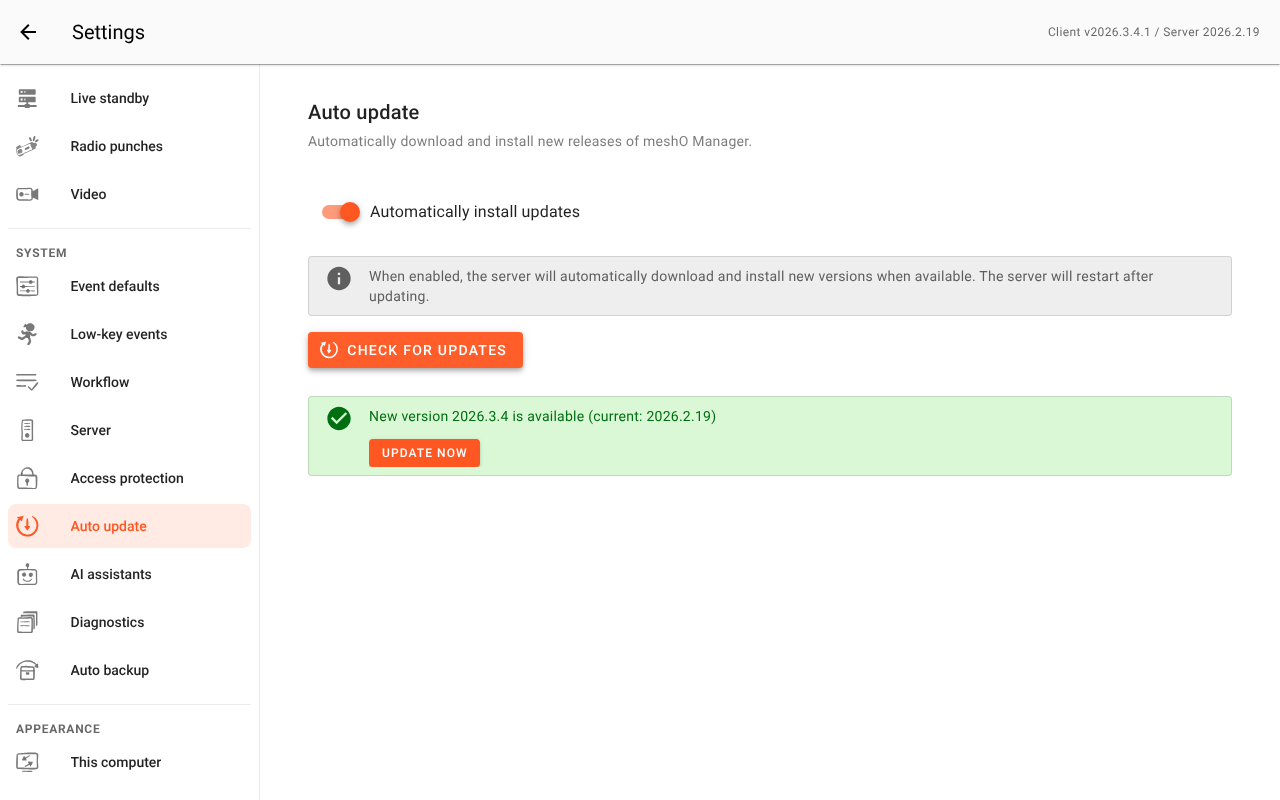 Settings
Client v2026.3.4.1 / Server 2026.2.19
Live standby
Radio punches
Video
SYSTEM
Event defaults
Low-key events
Workflow
Server
Access protection
Auto update
AI assistants
Diagnostics
Auto backup
APPEARANCE
This computer
Auto update
Automatically download and install new releases of meshO Manager.
Automatically install updates
When enabled, the server will automatically download and install new versions when available. The server will restart after
updating.
CHECK FOR UPDATES
New version 2026.3.4 is available (current: 2026.2.19)
UPDATE NOW